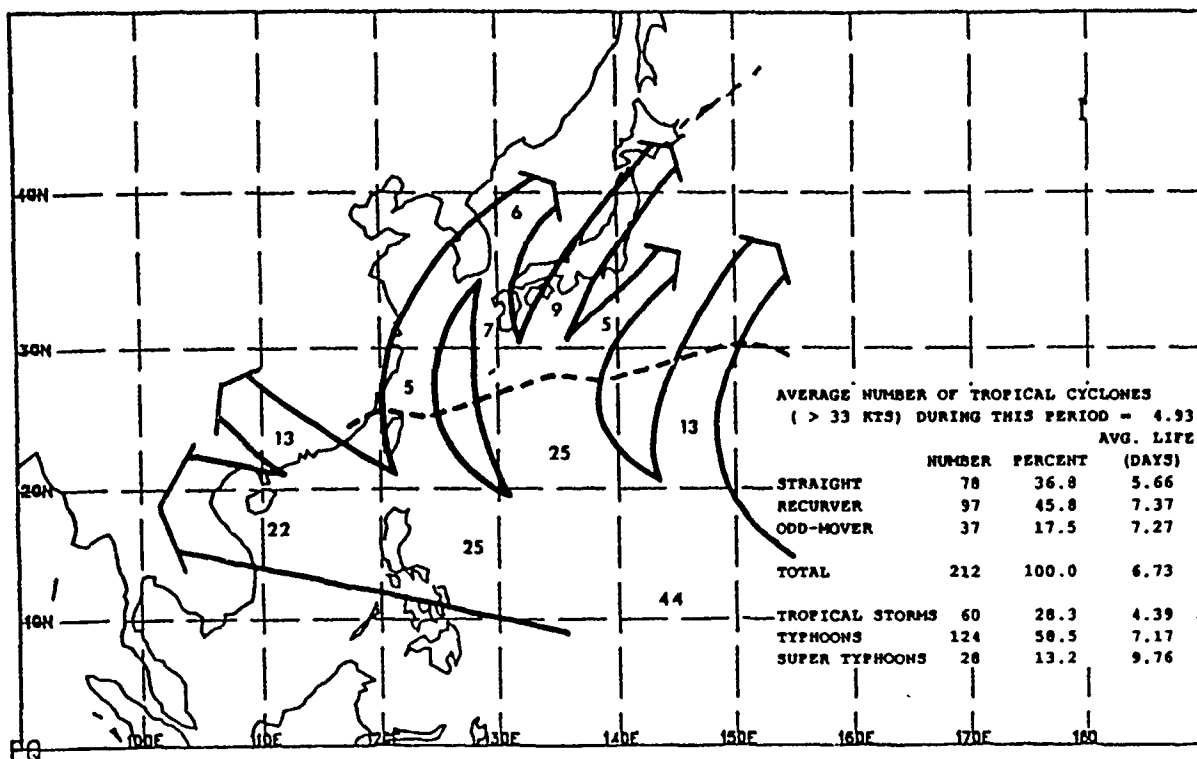 40N
6
9
7
5
30N
5
13
13
25
20N
22
25
44
10N
EQ
100E
110E
120E
130E
140E
150E
160E
170E
180
AVERAGE NUMBER OF TROPICAL CYCLONES
( > 33 KTS) DURING THIS PERIOD = 4.93
AVG. LIFE
NUMBER PERCENT (DAYS)
STRAIGHT 78 36.8 5.66
RECURVER 97 45.8 7.37
ODD-MOVER 37 17.5 7.27
TOTAL 212 100.0 6.73
TROPICAL STORMS 60 28.3 4.39
TYPHOONS 124 58.5 7.17
SUPER TYPHOONS 28 13.2 9.76